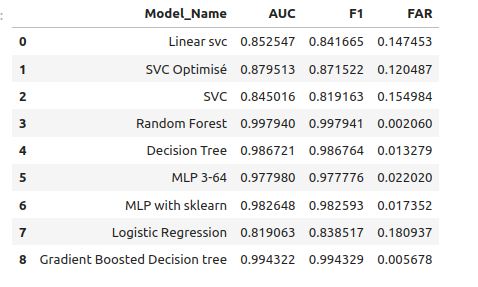 Model_Name AUC F1 FAR
0 Linear svc 0.852547 0.841665 0.147453
1 SVC Optimisé 0.879513 0.871522 0.120487
2 SVC 0.845016 0.819163 0.154984
3 Random Forest 0.997940 0.997941 0.002060
4 Decision Tree 0.986721 0.986764 0.013279
5 MLP 3-64 0.977980 0.977776 0.022020
6 MLP with sklearn 0.982648 0.982593 0.017352
7 Logistic Regression 0.819063 0.838517 0.180937
8 Gradient Boosted Decision tree 0.994322 0.994329 0.005678